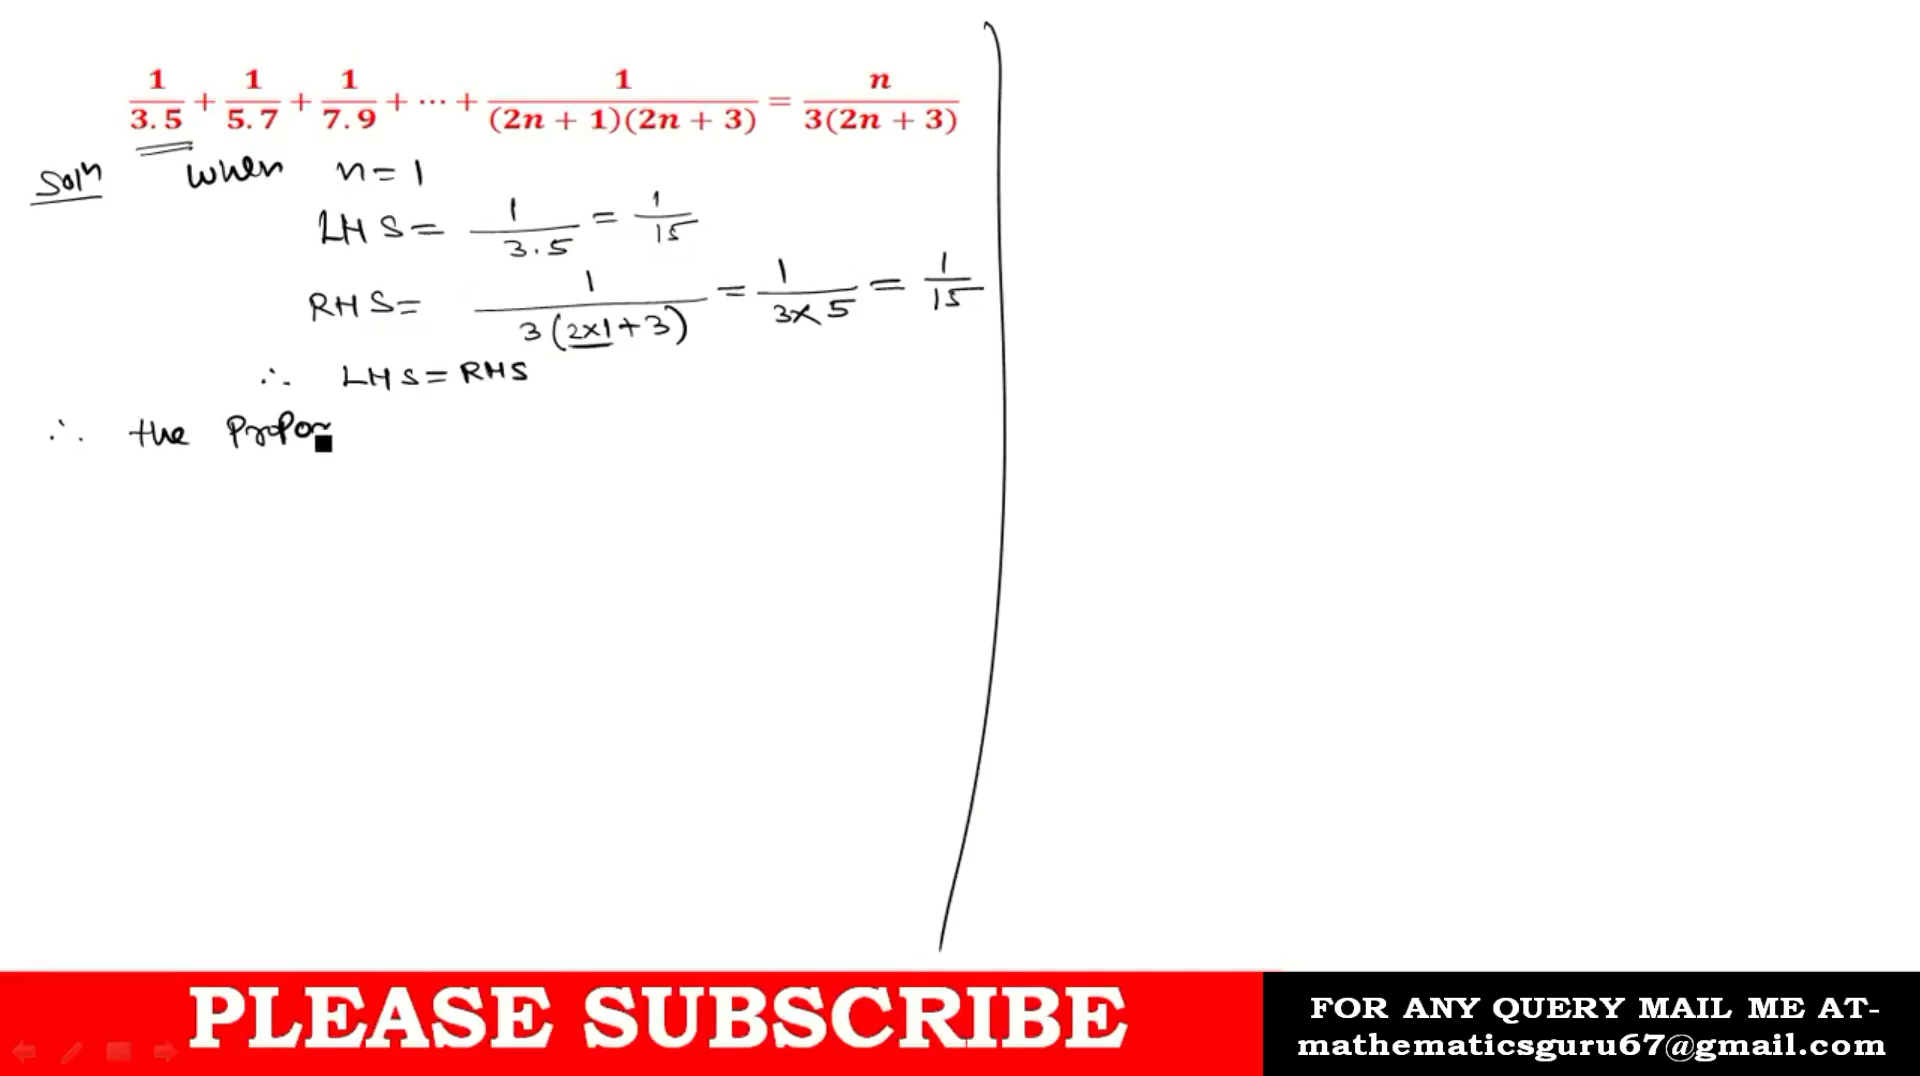 1/3.5 + 1/5.7 + 1/7.9 + ⋯ + 1/(2n + 1)(2n + 3) = n/3(2n + 3)
Soln when n = 1
LHS = 1/3.5 = 1/15
RHS = 1/3(2×1+3) = 1/3×5 = 1/15
∴ LHS = RHS
∴ the Propo
PLEASE SUBSCRIBE
FOR ANY QUERY MAIL ME AT-
mathematicsguru67@gmail.com